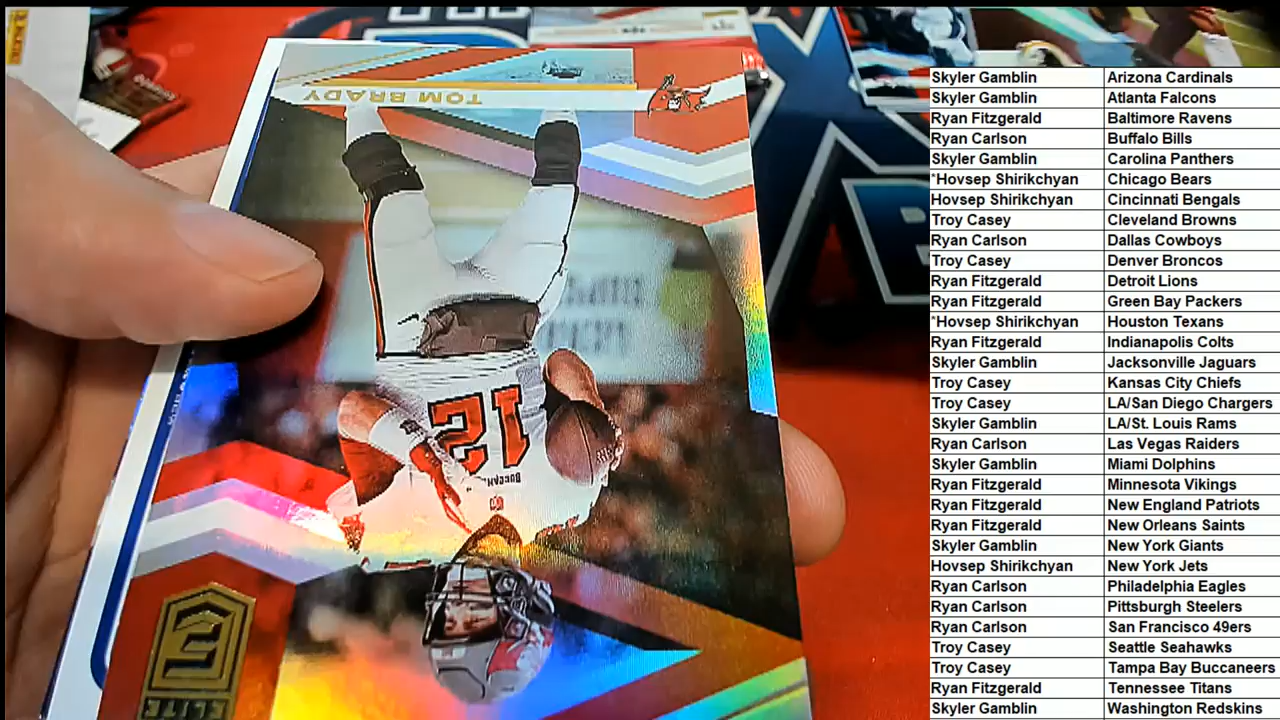 TOM BRADY
12
BUCCAN
ELITE
Skyler Gamblin Arizona Cardinals
Skyler Gamblin Atlanta Falcons
Ryan Fitzgerald Baltimore Ravens
Ryan Carlson Buffalo Bills
Skyler Gamblin Carolina Panthers
*Hovsep Shirikchyan Chicago Bears
Hovsep Shirikchyan Cincinnati Bengals
Troy Casey Cleveland Browns
Ryan Carlson Dallas Cowboys
Troy Casey Denver Broncos
Ryan Fitzgerald Detroit Lions
Ryan Fitzgerald Green Bay Packers
*Hovsep Shirikchyan Houston Texans
Ryan Fitzgerald Indianapolis Colts
Skyler Gamblin Jacksonville Jaguars
Troy Casey Kansas City Chiefs
Troy Casey LA/San Diego Chargers
Skyler Gamblin LA/St. Louis Rams
Ryan Carlson Las Vegas Raiders
Skyler Gamblin Miami Dolphins
Ryan Fitzgerald Minnesota Vikings
Ryan Fitzgerald New England Patriots
Ryan Fitzgerald New Orleans Saints
Skyler Gamblin New York Giants
Hovsep Shirikchyan New York Jets
Ryan Carlson Philadelphia Eagles
Ryan Carlson Pittsburgh Steelers
Ryan Carlson San Francisco 49ers
Troy Casey Seattle Seahawks
Troy Casey Tampa Bay Buccaneers
Ryan Fitzgerald Tennessee Titans
Skyler Gamblin Washington Redskins